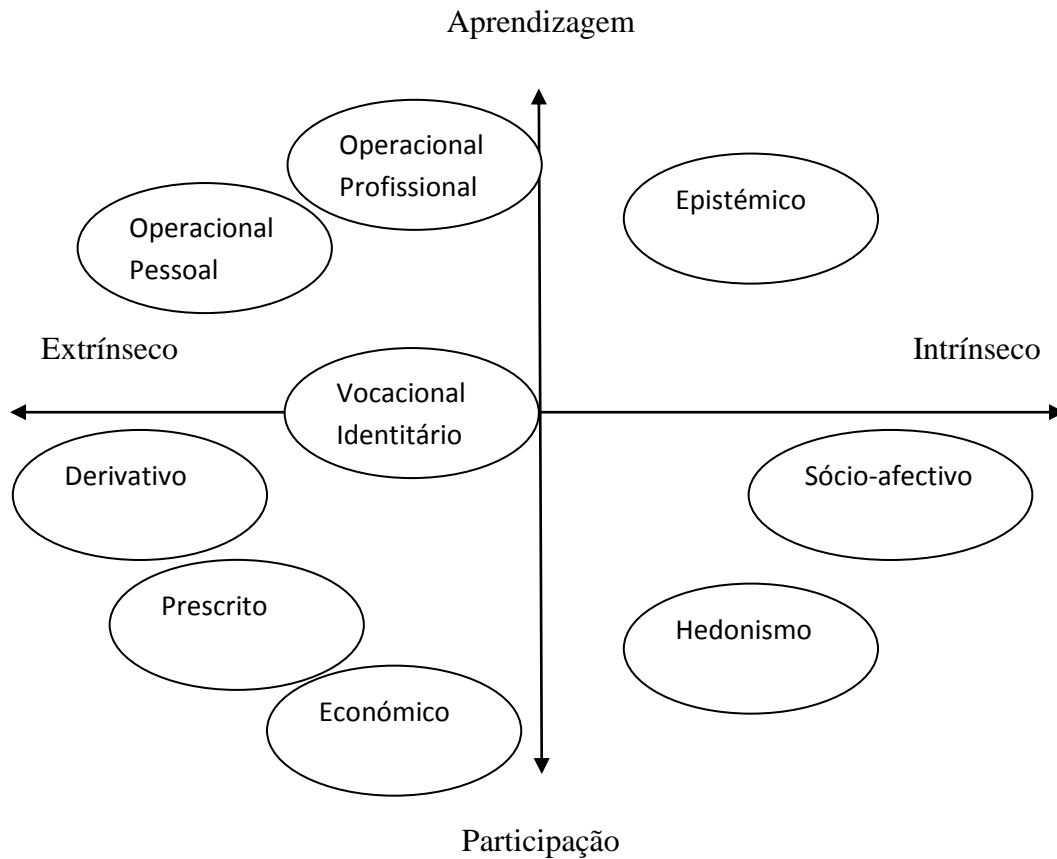 Aprendizagem
Operacional
Profissional
Epistémico
Operacional
Pessoal
Extrínseco
Intrínseco
Vocacional
Identitário
Derivativo
Sócio-afectivo
Prescrito
Hedonismo
Económico
Participação